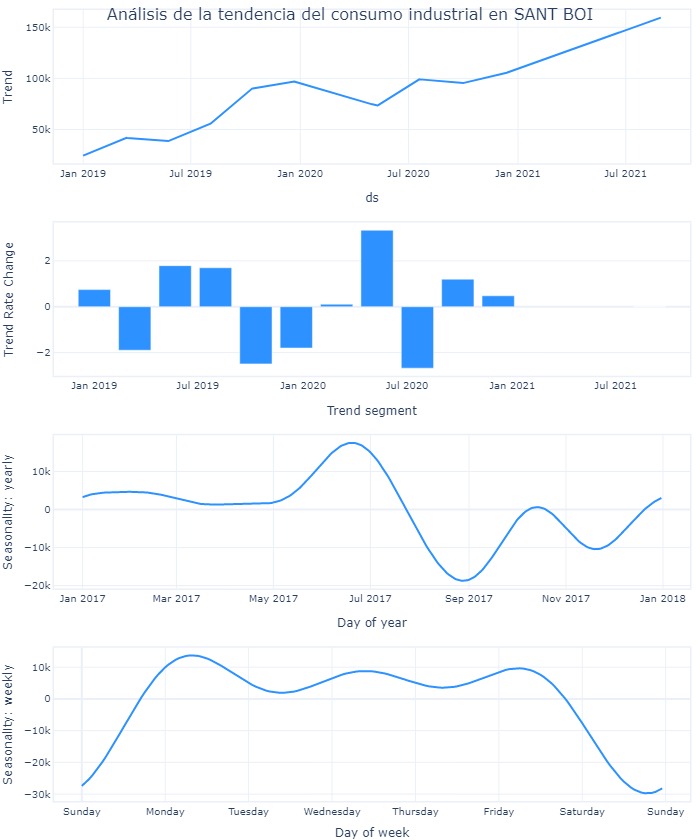 Análisis de la tendencia del consumo industrial en SANT BOI
150k
100k
50k
Trend
Jan 2019 Jul 2019 Jan 2020 Jul 2020 Jan 2021 Jul 2021
ds
2
0
−2
Trend Rate Change
Jan 2019 Jul 2019 Jan 2020 Jul 2020 Jan 2021 Jul 2021
Trend segment
10k
0
−10k
−20k
Seasonality: yearly
Jan 2017 Mar 2017 May 2017 Jul 2017 Sep 2017 Nov 2017 Jan 2018
Day of year
10k
0
−10k
−20k
−30k
Seasonality: weekly
Sunday Monday Tuesday Wednesday Thursday Friday Saturday Sunday
Day of week